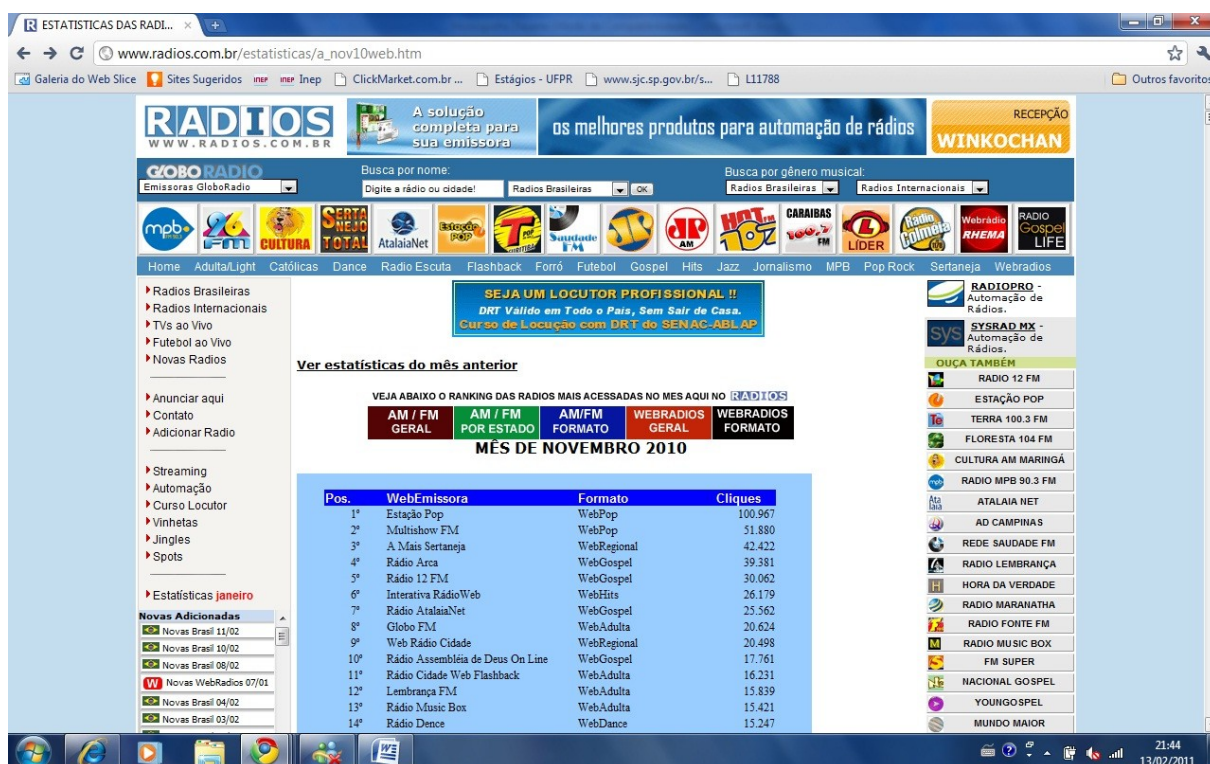 ESTATISTICAS DAS RADI...
www.radios.com.br/estatisticas/a_nov10web.htm
Galeria do Web Slice Sites Sugeridos INEP INEP Inep ClickMarket.com.br ... Estágios - UFPR www.sjc.sp.gov.br/s... L11788 Outros favoritos
RADIOS
WWW.RADIOS.COM.BR
A solução
completa para
sua emissora
os melhores produtos para automação de rádios
RECEPÇÃO
WINKOCHAN
GLOBO RADIO
Emissoras GloboRadio
Busca por nome:
Digite a rádio ou cidade! Radios Brasileiras OK
Busca por gênero musical:
Radios Brasileiras Radios Internacionais
mpb 96 FM CULTURA SERTANEJO TOTAL AtalaiaNet Estação POP Saudade FM JP AM HOT 107 FM CARAIBAS 100.7 FM LÍDER Radio Colmeia Webrádio RHEMA RADIO Gospel LIFE
Home Adulta/Light Católicas Dance Radio Escuta Flashback Forró Futebol Gospel Hits Jazz Jornalismo MPB Pop Rock Sertaneja Webradios
Radios Brasileiras
Radios Internacionais
TVs ao Vivo
Futebol ao Vivo
Novas Radios
Anunciar aqui
Contato
Adicionar Radio
Streaming
Automação
Curso Locutor
Vinhetas
Jingles
Spots
Estatísticas janeiro
Novas Adicionadas
Novas Brasil 11/02
Novas Brasil 10/02
Novas Brasil 08/02
W Novas WebRadios 07/01
Novas Brasil 04/02
Novas Brasil 03/02
SEJA UM LOCUTOR PROFISSIONAL !!
DRT Válido em Todo o País, Sem Sair de Casa.
Curso de Locução com DRT do SENAC-ABLAP
Ver estatísticas do mês anterior
VEJA ABAIXO O RANKING DAS RADIOS MAIS ACESSADAS NO MES AQUI NO RADIOS
AM / FM GERAL AM / FM POR ESTADO AM/FM FORMATO WEBRADIOS GERAL WEBRADIOS FORMATO
MÊS DE NOVEMBRO 2010
Pos. WebEmissora Formato Cliques
1º Estação Pop WebPop 100.967
2º Multishow FM WebPop 51.880
3º A Mais Sertaneja WebRegional 42.422
4º Rádio Arca WebGospel 39.381
5º Rádio 12 FM WebGospel 30.062
6º Interativa RádioWeb WebHits 26.179
7º Rádio AtalaiaNet WebGospel 25.562
8º Globo FM WebAdulta 20.624
9º Web Rádio Cidade WebRegional 20.498
10º Rádio Assembléia de Deus On Line WebGospel 17.761
11º Rádio Cidade Web Flashback WebAdulta 16.231
12º Lembrança FM WebAdulta 15.839
13º Rádio Music Box WebAdulta 15.421
14º Rádio Dence WebDance 15.247
RADIOPRO -
Automação de
Rádios.
SYS SYSRAD MX -
Automação de
Rádios.
OUÇA TAMBÉM
RADIO 12 FM
ESTAÇÃO POP
TERRA 100.3 FM
FLORESTA 104 FM
CULTURA AM MARINGÁ
RADIO MPB 90.3 FM
ATALAIA NET
AD CAMPINAS
REDE SAUDADE FM
RADIO LEMBRANÇA
HORA DA VERDADE
RADIO MARANATHA
RADIO FONTE FM
RADIO MUSIC BOX
FM SUPER
NACIONAL GOSPEL
YOUNGOSPEL
MUNDO MAIOR
21:44
13/02/2011